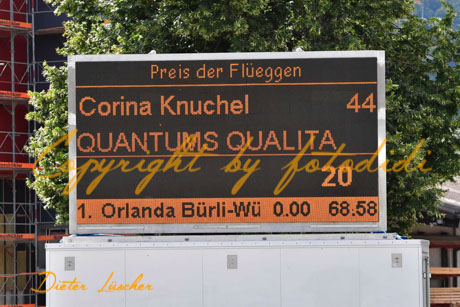 Preis der Flüeggen
Corina Knuchel 44
QUANTUMS QUALITA
Copyright by fotodidi
20
1. Orlanda Bürli-Wü 0.00 68.58
Dieter Lüscher